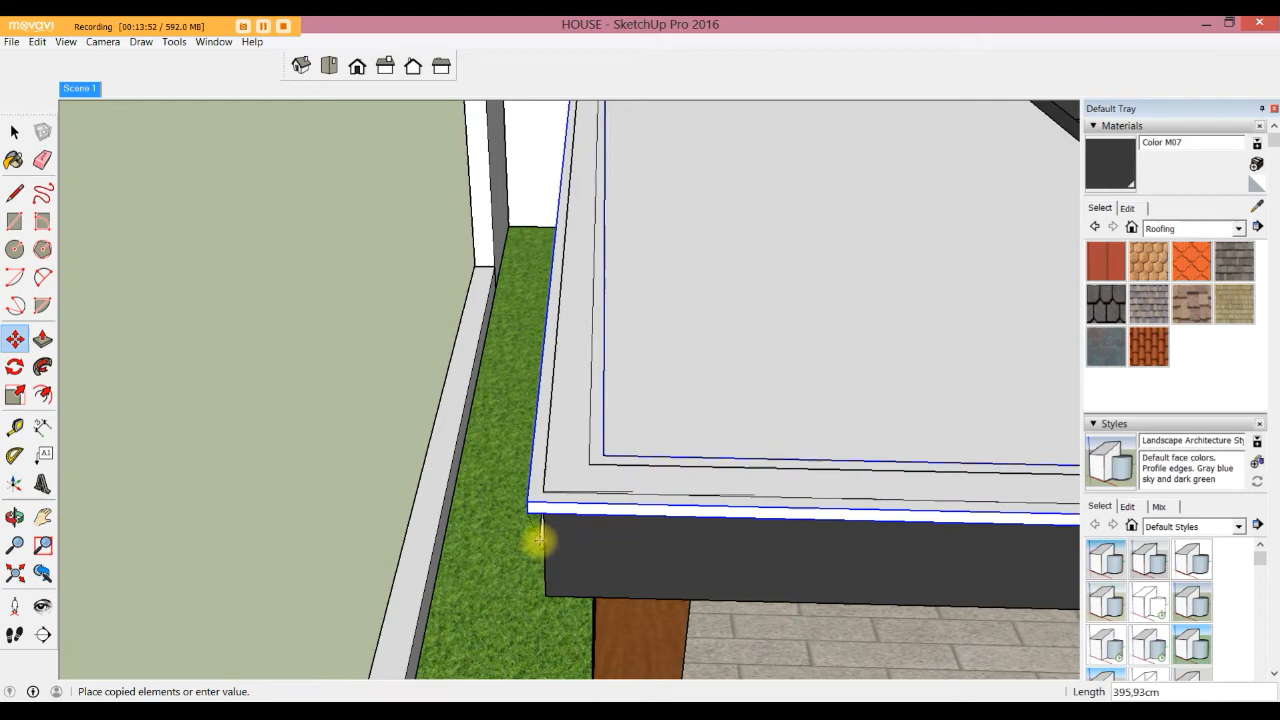 movavi
Recording [00:13:52 / 592.0 MB]
HOUSE - SketchUp Pro 2016
File Edit View Camera Draw Tools Window Help
Scene 1
Default Tray
Materials
Color M07
Select Edit
Roofing
A1
Styles
Landscape Architecture Sty
Default face colors.
Profile edges. Gray blue
sky and dark green
Select Edit Mix
Default Styles
Place copied elements or enter value.
Length 395,93cm